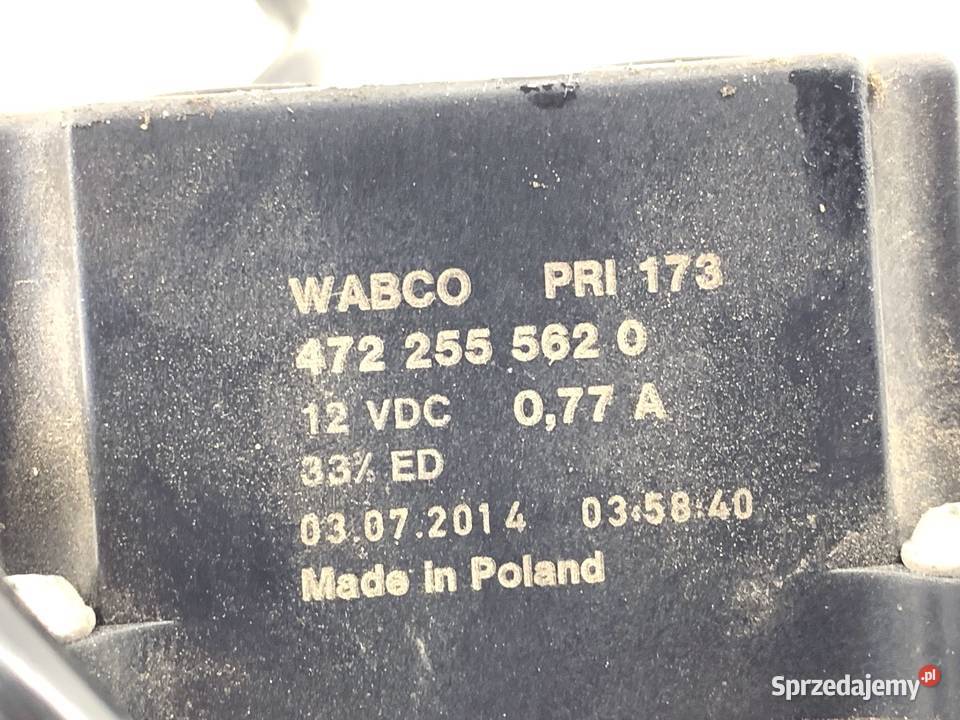 WABCO PRI 173
472 255 562 0
12 VDC 0,77 A
33% ED
03.07.2014 03:58:40
Made in Poland
Sprzedajemy.pl